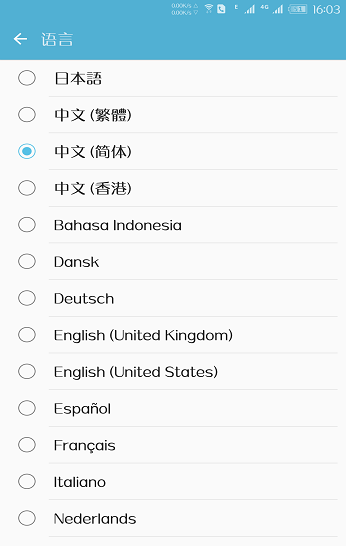 0.00K/s
0.00K/s
E 4G 16:03
语言
日本語
中文 (繁體)
中文 (简体)
中文 (香港)
Bahasa Indonesia
Dansk
Deutsch
English (United Kingdom)
English (United States)
Español
Français
Italiano
Nederlands